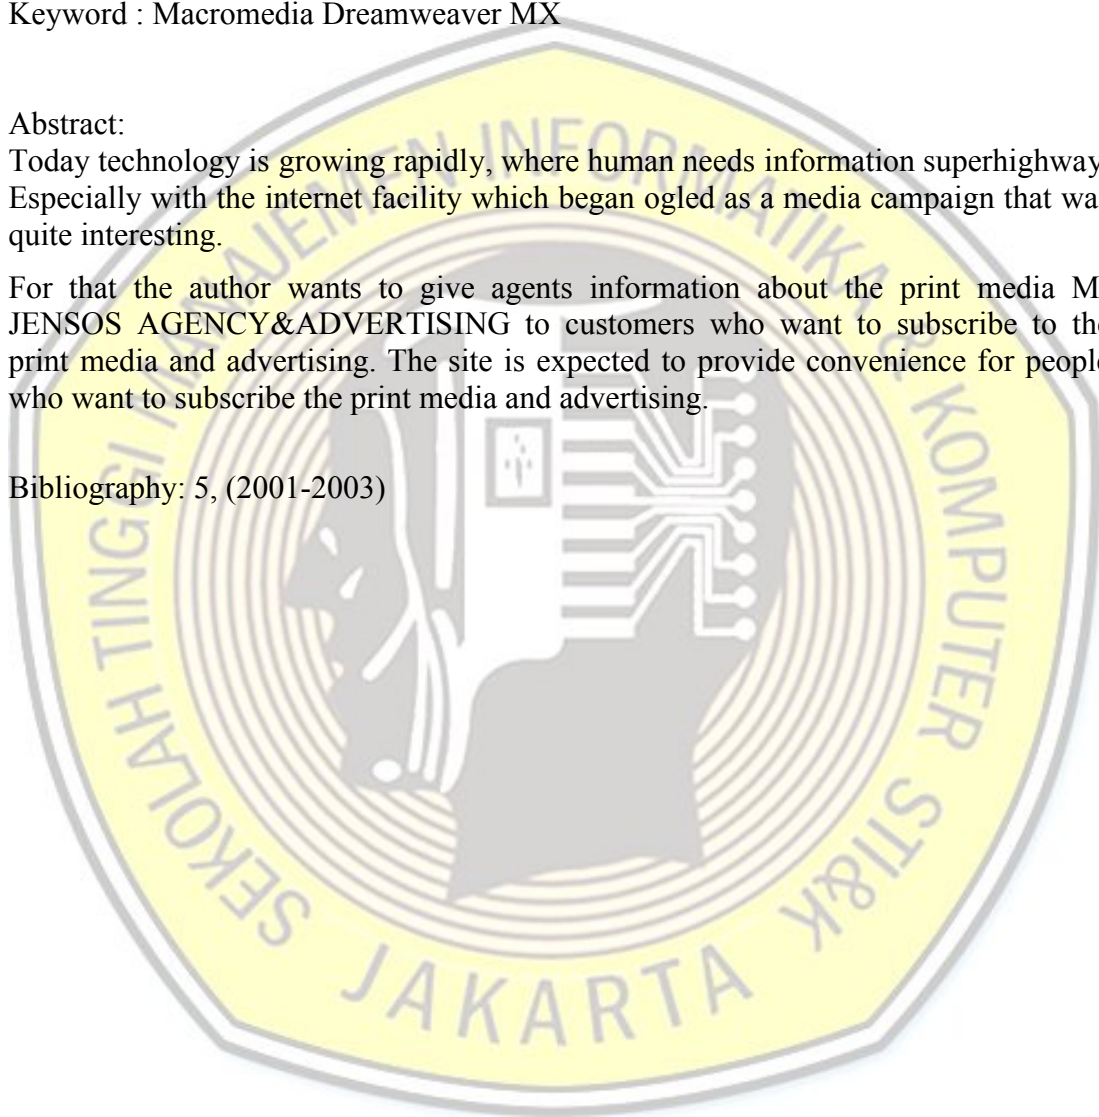 Keyword : Macromedia Dreamweaver MX
Abstract:
Today technology is growing rapidly, where human needs information superhighway
Especially with the internet facility which began ogled as a media campaign that wa
quite interesting.
For that the author wants to give agents information about the print media M
JENSOS AGENCY&ADVERTISING to customers who want to subscribe to th
print media and advertising. The site is expected to provide convenience for people
who want to subscribe the print media and advertising.
Bibliography: 5, (2001-2003)
SEKOLAH TINGGI MANAJEMEN INFORMATIKA & KOMPUTER STI&K
JAKARTA